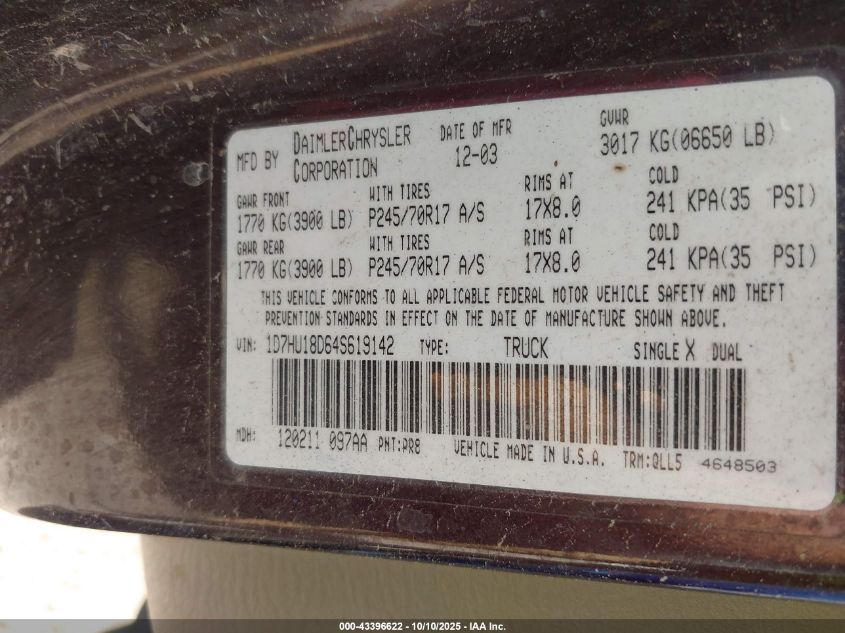 MFD BY DAIMLERCHRYSLER CORPORATION DATE OF MFR 12-03 GVWR 3017 KG(06650 LB)
GAWR FRONT WITH TIRES RIMS AT COLD
1770 KG(3900 LB) P245/70R17 A/S 17X8.0 241 KPA(35 PSI)
GAWR REAR WITH TIRES RIMS AT COLD
1770 KG(3900 LB) P245/70R17 A/S 17X8.0 241 KPA(35 PSI)
THIS VEHICLE CONFORMS TO ALL APPLICABLE FEDERAL MOTOR VEHICLE SAFETY AND THEFT
PREVENTION STANDARDS IN EFFECT ON THE DATE OF MANUFACTURE SHOWN ABOVE.
VIN: 1D7HU18D64S619142 TYPE: TRUCK SINGLE X DUAL
MDH: 120211 097AA PNT:PR8 VEHICLE MADE IN U.S.A. TRM:QLL5 4648503
000-43396622 - 10/10/2025 - IAA Inc.